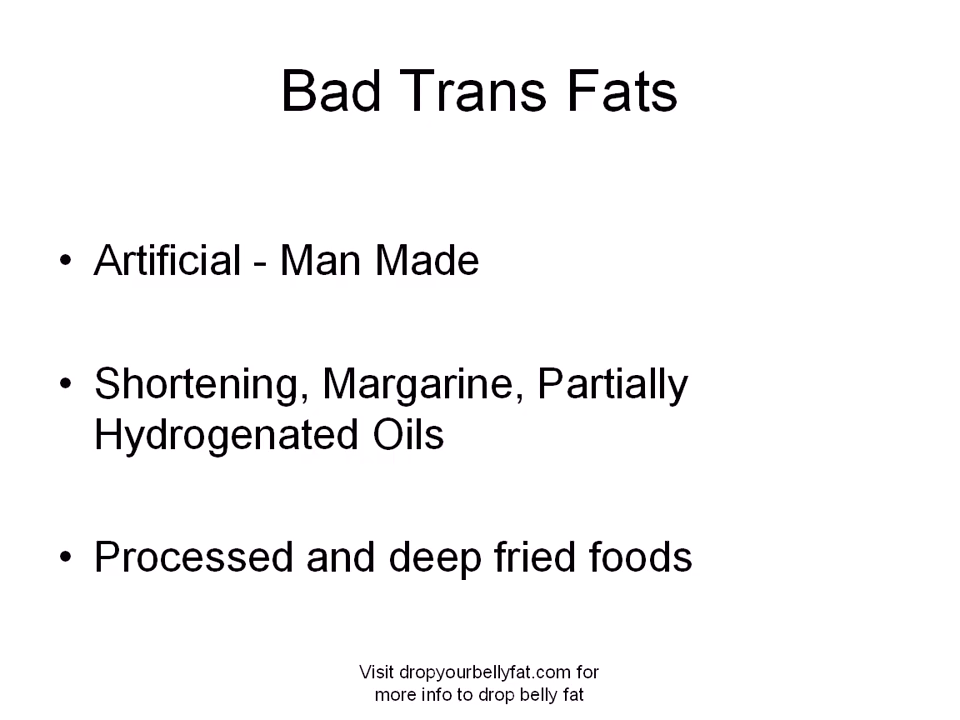 Bad Trans Fats
• Artificial - Man Made
• Shortening, Margarine, Partially
Hydrogenated Oils
• Processed and deep fried foods
Visit dropyourbellyfat.com for
more info to drop belly fat